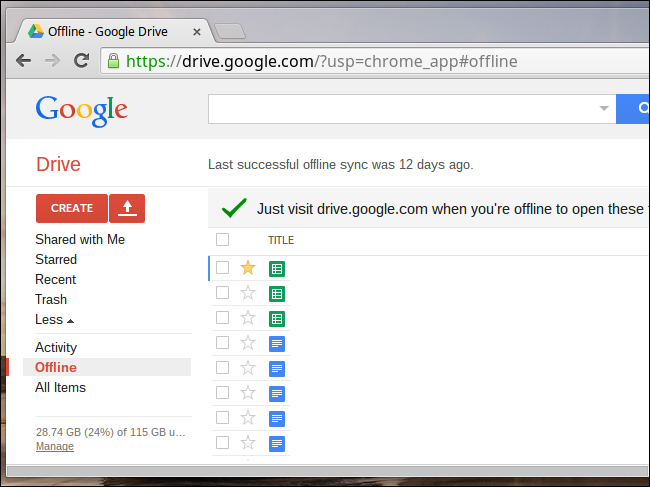 Offline - Google Drive
https://drive.google.com/?usp=chrome_app#offline
Google
Drive
Last successful offline sync was 12 days ago.
CREATE
Just visit drive.google.com when you're offline to open these
Shared with Me
TITLE
Starred
Recent
Trash
Less
Activity
Offline
All Items
28.74 GB (24%) of 115 GB u…
Manage